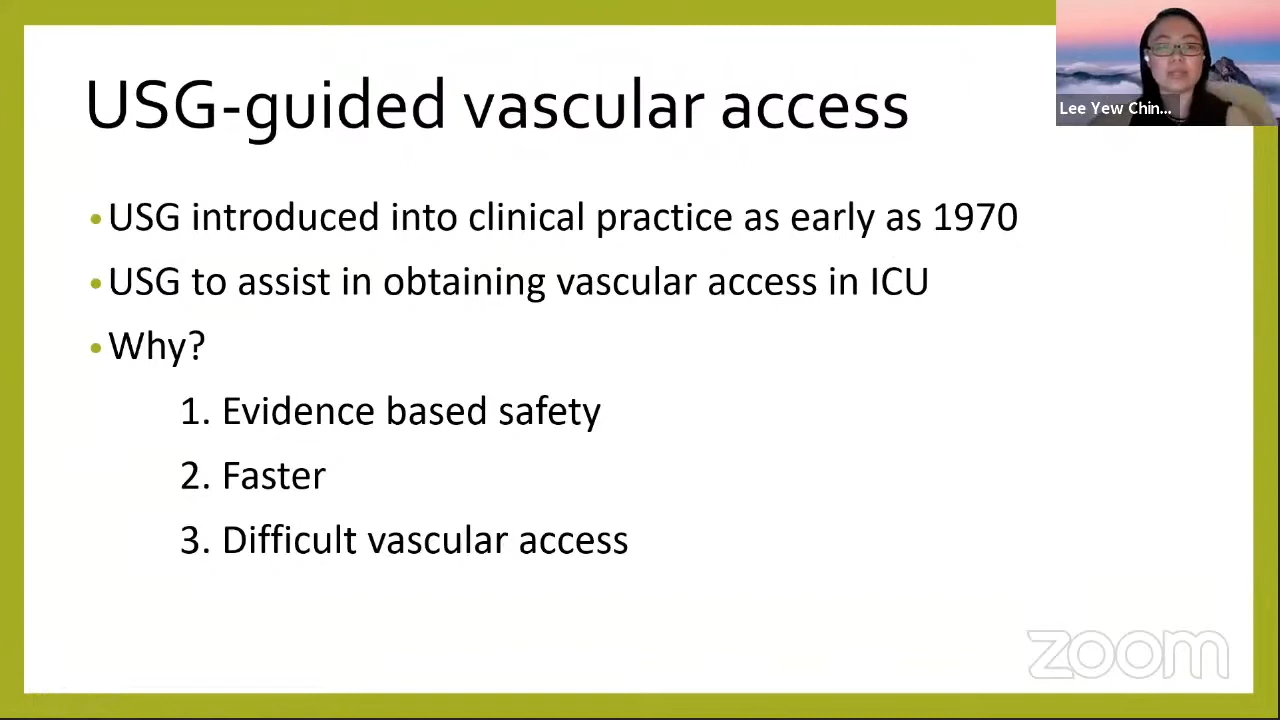 USG-guided vascular access
Lee Yew Chin...
• USG introduced into clinical practice as early as 1970
• USG to assist in obtaining vascular access in ICU
• Why?
1. Evidence based safety
2. Faster
3. Difficult vascular access
zoom